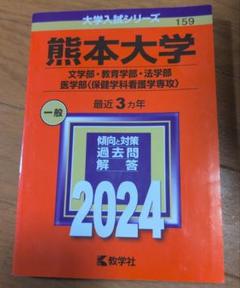 大学入試シリーズ
159
熊本大学
文学部・教育学部・法学部
医学部〈保健学科看護学専攻〉
最近3カ年
一般
傾向と対策
過去問
解答
2024
教学社